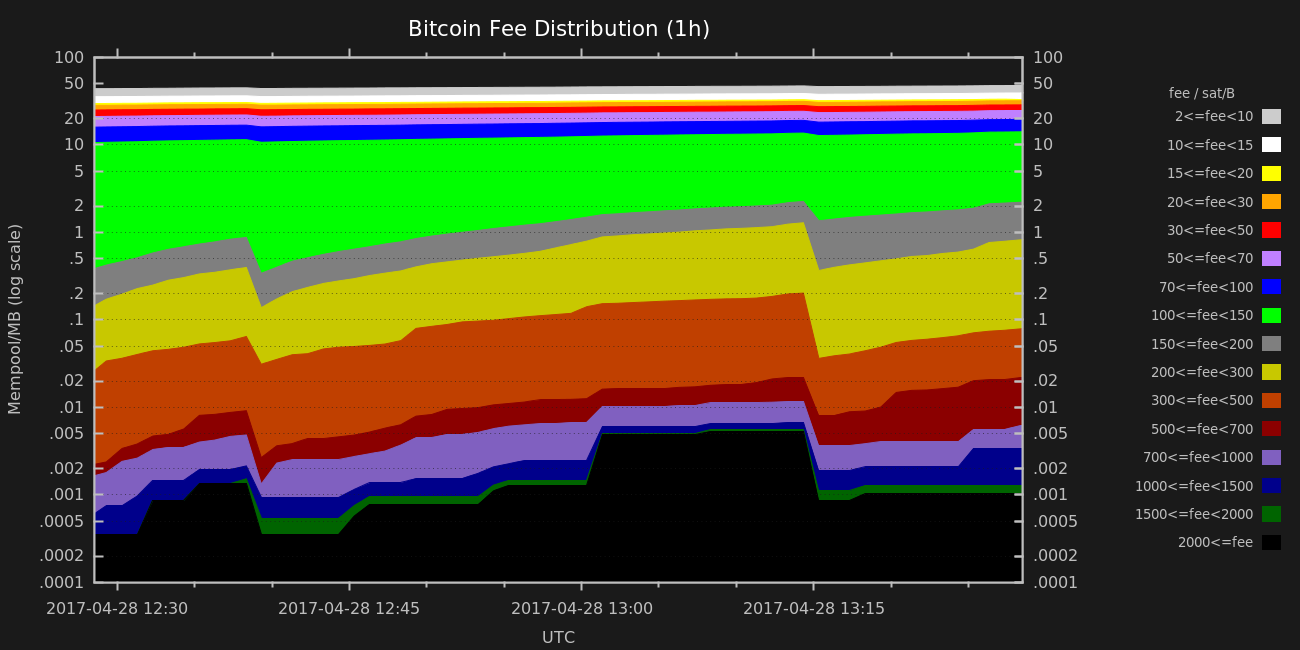 Bitcoin Fee Distribution (1h)
Mempool/MB (log scale)
100
50
20
10
5
2
1
.5
.2
.1
.05
.02
.01
.005
.002
.001
.0005
.0002
.0001
100
50
20
10
5
2
1
.5
.2
.1
.05
.02
.01
.005
.002
.001
.0005
.0002
.0001
fee / sat/B
2<=fee<10
10<=fee<15
15<=fee<20
20<=fee<30
30<=fee<50
50<=fee<70
70<=fee<100
100<=fee<150
150<=fee<200
200<=fee<300
300<=fee<500
500<=fee<700
700<=fee<1000
1000<=fee<1500
1500<=fee<2000
2000<=fee
2017-04-28 12:30 2017-04-28 12:45 2017-04-28 13:00 2017-04-28 13:15
UTC